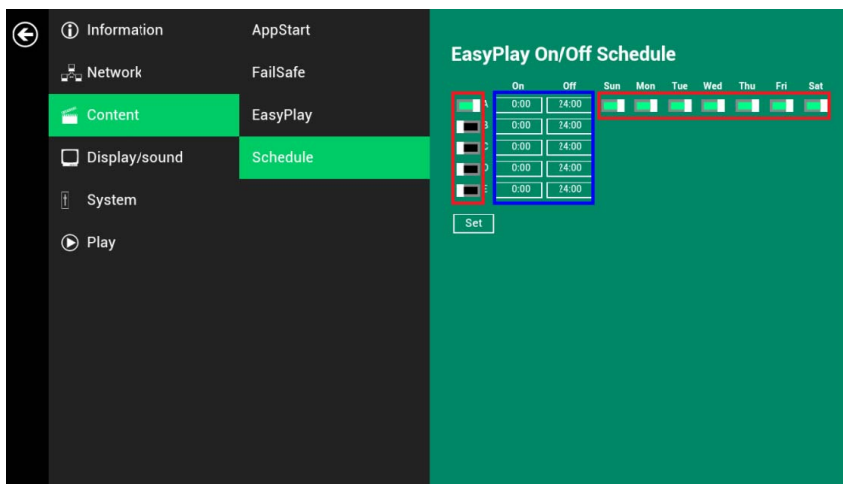 Information
Network
Content
Display/sound
System
Play
AppStart
FailSafe
EasyPlay
Schedule
EasyPlay On/Off Schedule
On Off Sun Mon Tue Wed Thu Fri Sat
A 0:00 24:00
B 0:00 24:00
C 0:00 24:00
D 0:00 24:00
E 0:00 24:00
Set